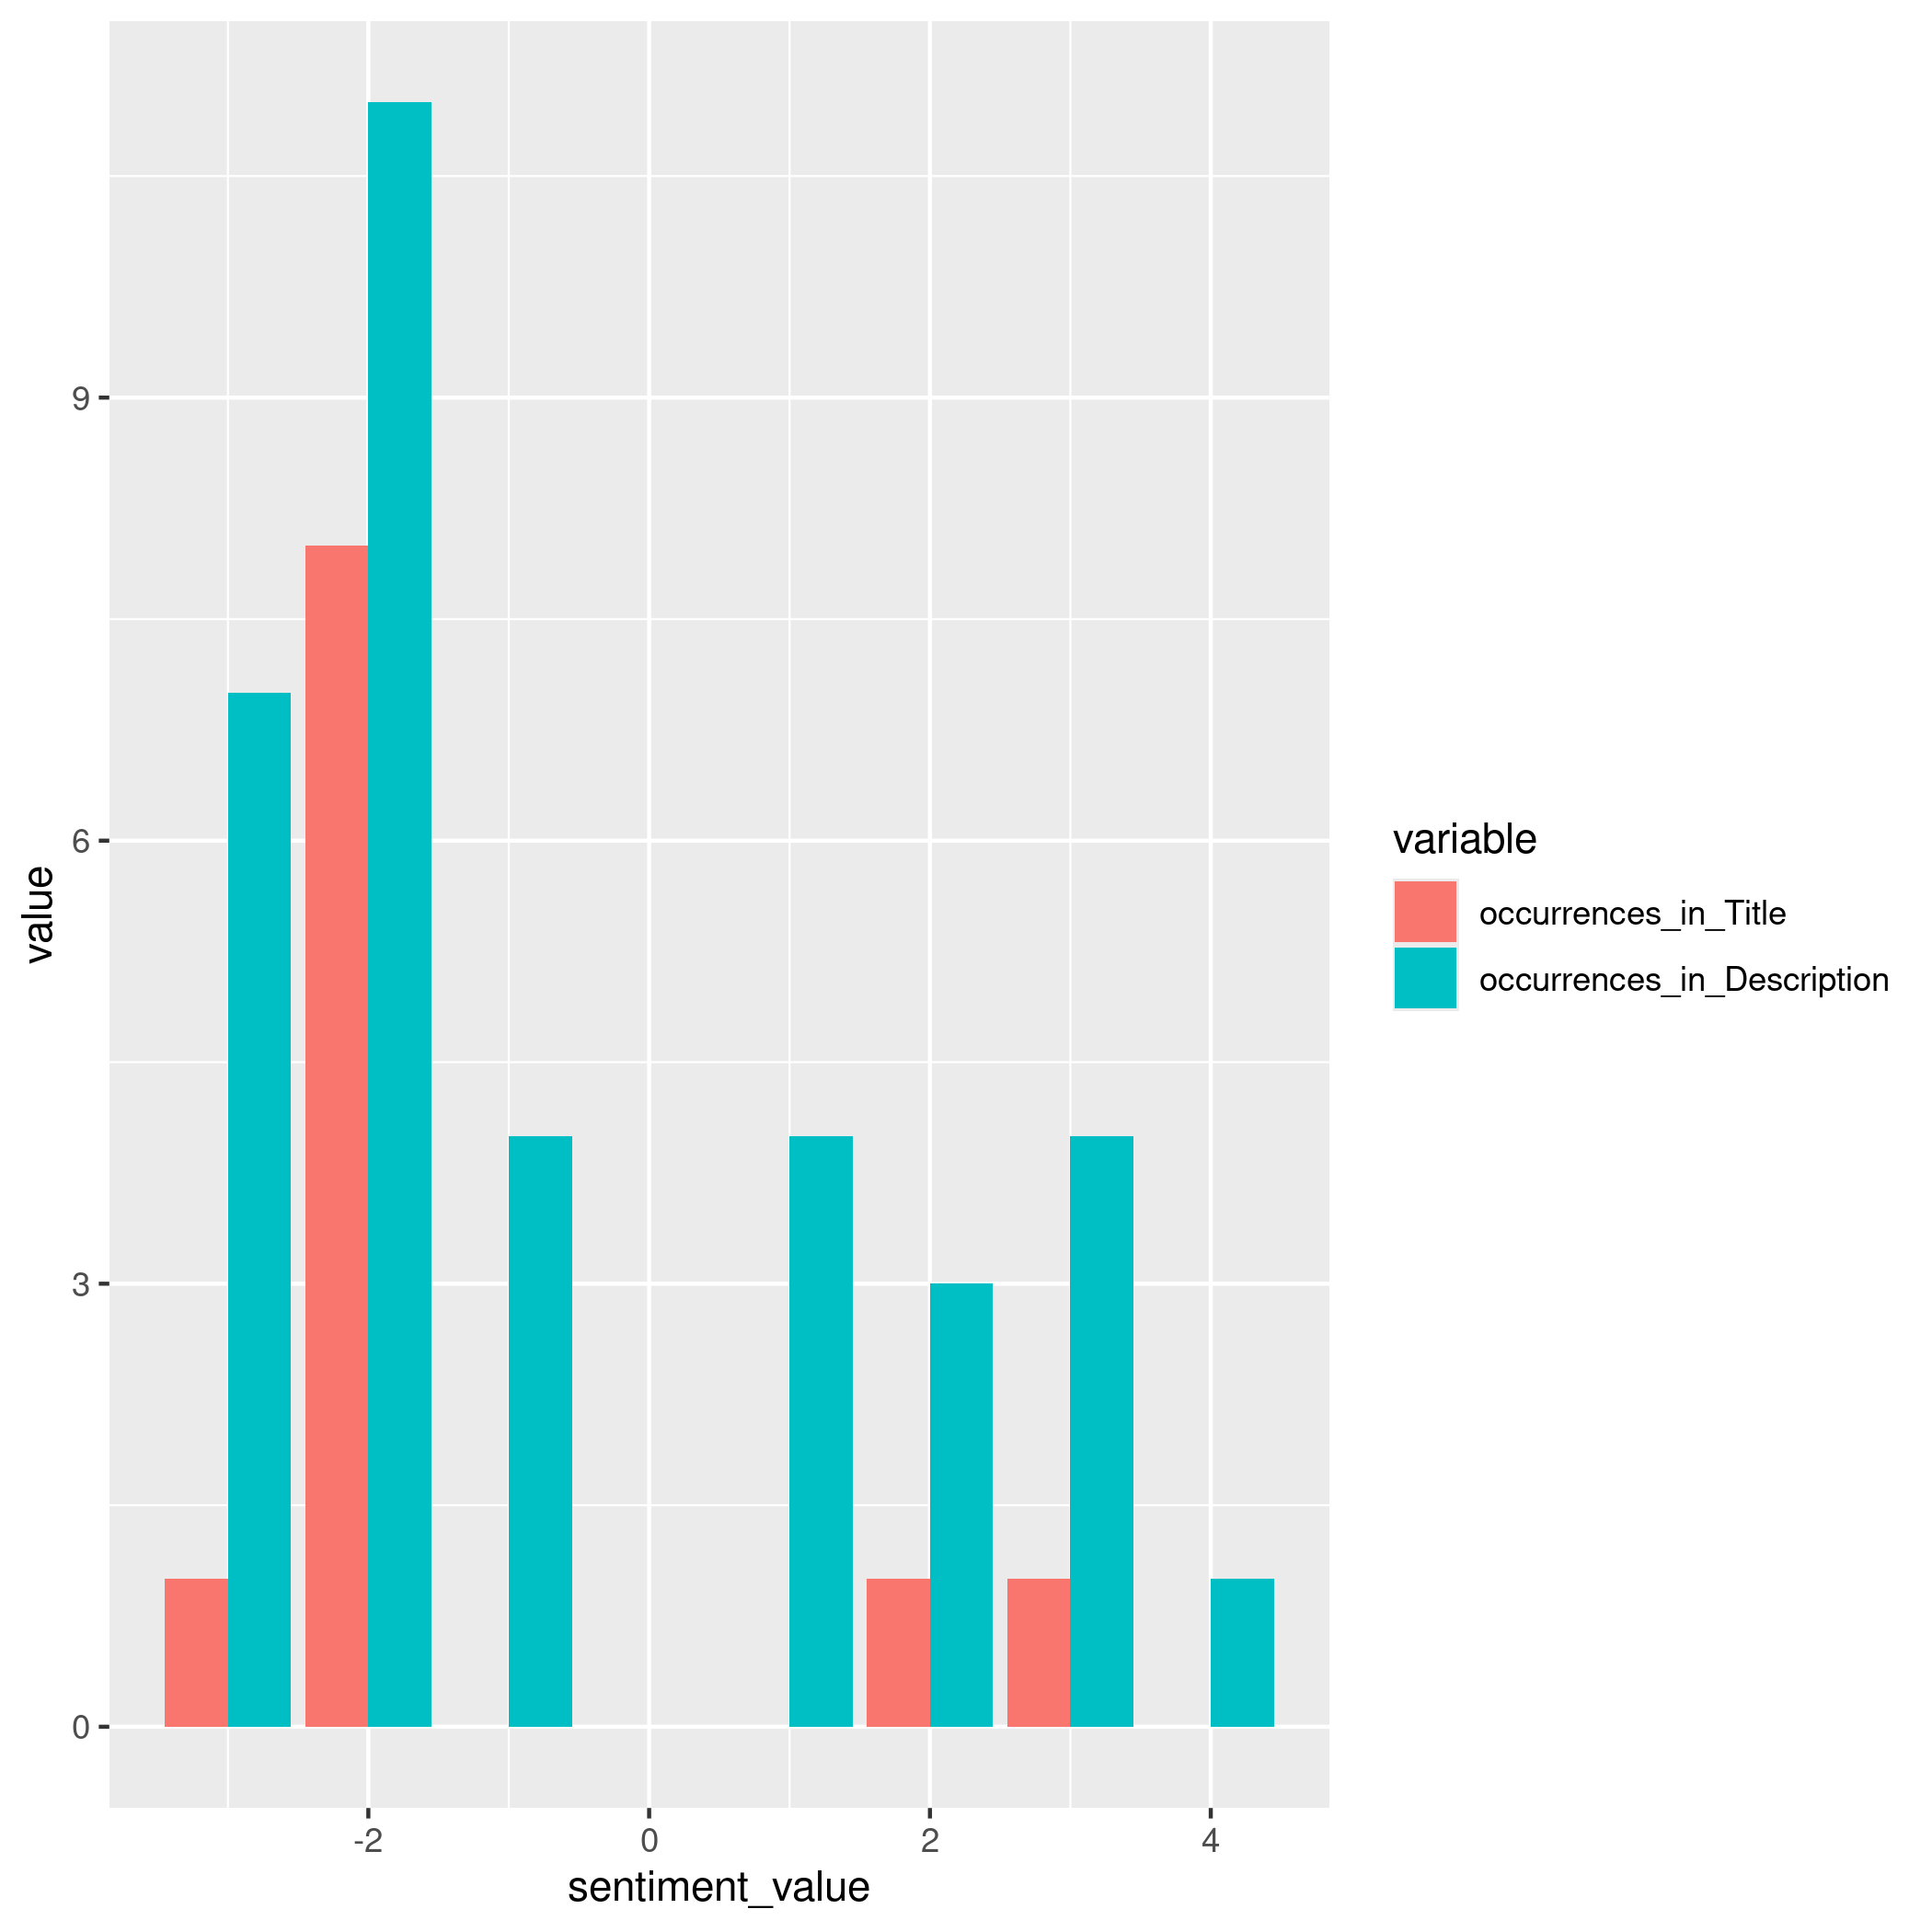 value
9
6
3
0
-2
0
2
4
sentiment_value
variable
occurrences_in_Title
occurrences_in_Description